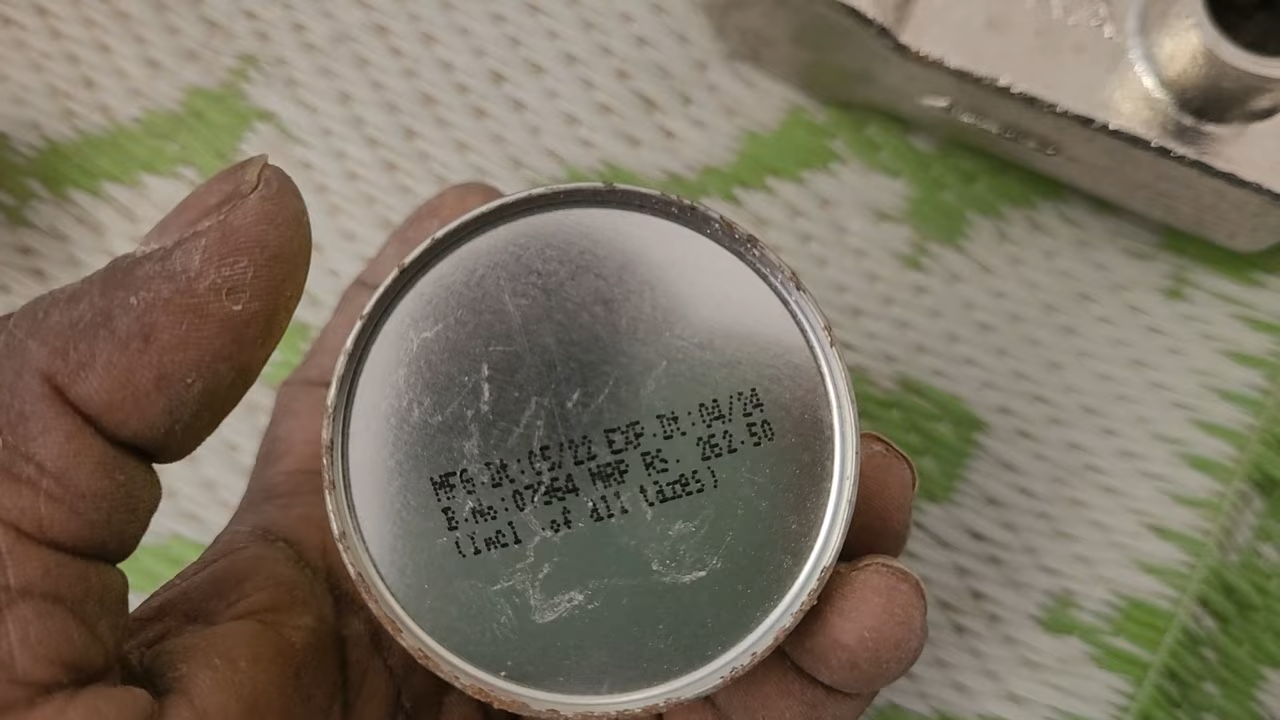 MFG.Dt:05/22 EXP.Dt:04/24
B.No:07364 MRP RS. 262.50
(Incl of all taxes)